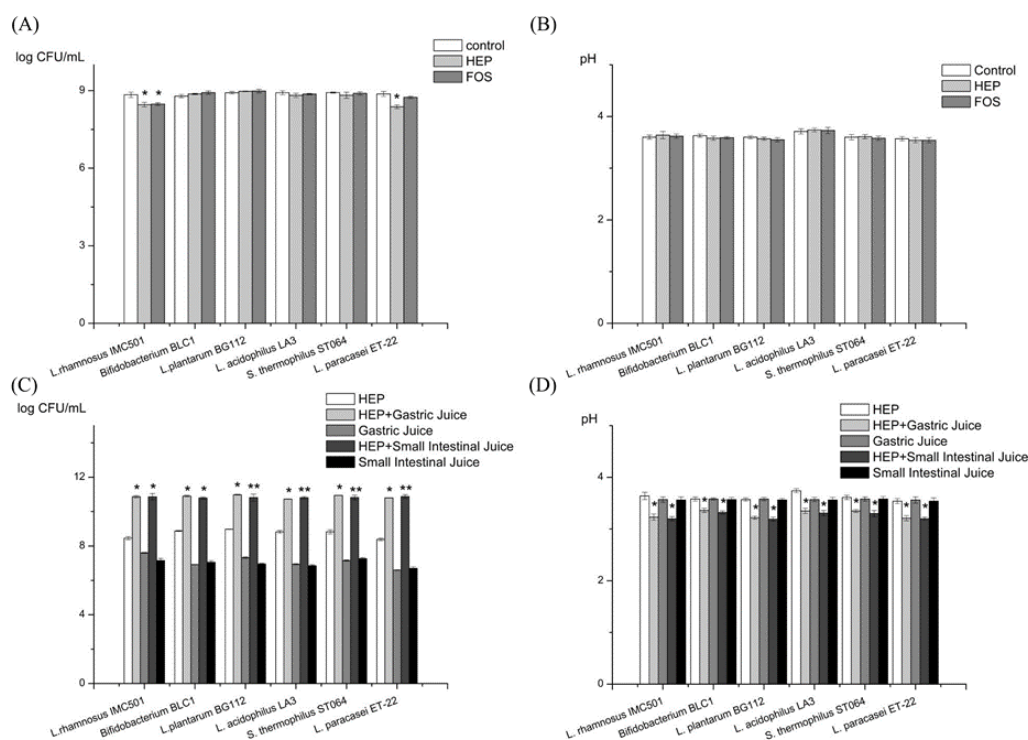 (A)
log CFU/mL
control
HEP
FOS
9
6
3
0
L.rhamnosus IMC501
Bifidobacterium BLC1
L.plantarum BG112
L. acidophilus LA3
S. thermophilus ST064
L. paracasei ET-22
* * *
(B)
pH
Control
HEP
FOS
4
2
0
L.rhamnosus IMC501
Bifidobacterium BLC1
L.plantarum BG112
L. acidophilus LA3
S. thermophilus ST064
L. paracasei ET-22
(C)
log CFU/mL
HEP
HEP+Gastric Juice
Gastric Juice
HEP+Small Intestinal Juice
Small Intestinal Juice
12
9
6
3
0
* * * * * ** * ** * ** * **
L.rhamnosus IMC501
Bifidobacterium BLC1
L.plantarum BG112
L. acidophilus LA3
S. thermophilus ST064
L. paracasei ET-22
(D)
pH
HEP
HEP+Gastric Juice
Gastric Juice
HEP+Small Intestinal Juice
Small Intestinal Juice
4
2
0
* * * * * * * * * * * *
L.rhamnosus IMC501
Bifidobacterium BLC1
L.plantarum BG112
L. acidophilus LA3
S. thermophilus ST064
L. paracasei ET-22